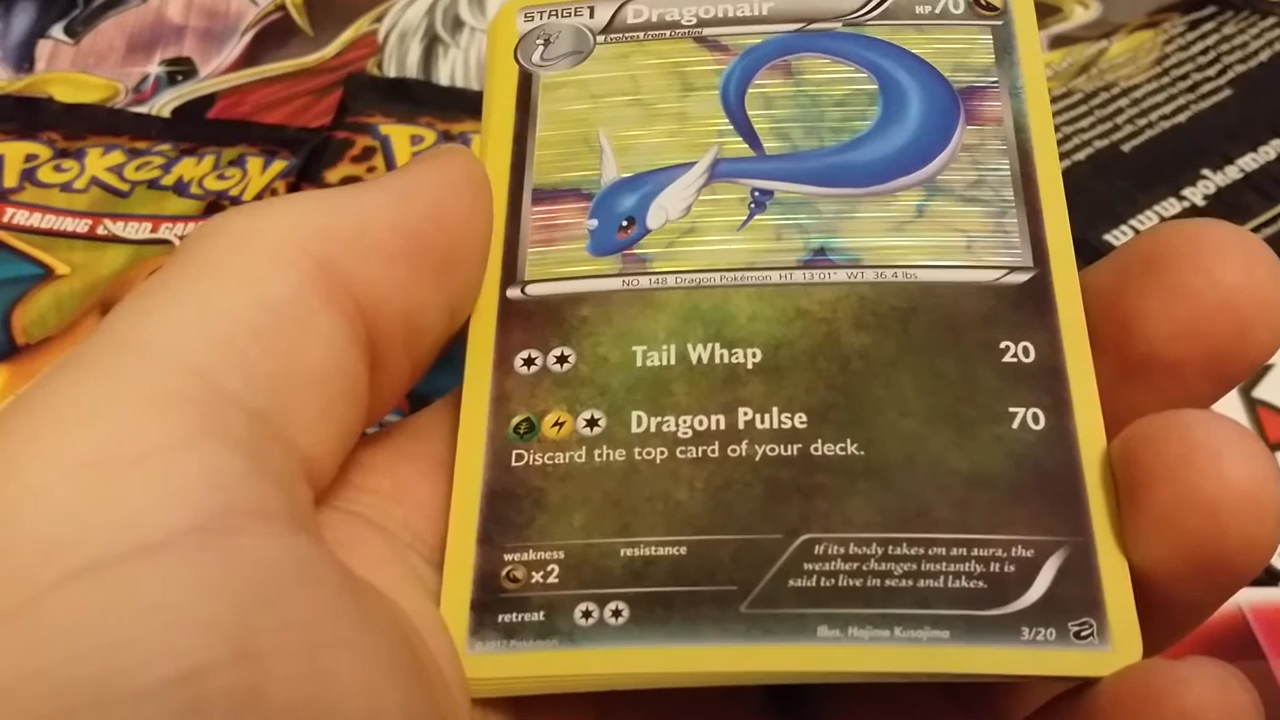 STAGE1 Dragonair HP 70
Evolves from Dratini
POKÉMON
TRADING CARD GA
www.pokemon
NO. 148 Dragon Pokémon HT: 13'01" WT: 36.4 lbs.
Tail Whap 20
Dragon Pulse 70
Discard the top card of your deck.
weakness resistance
×2
If its body takes on an aura, the
weather changes instantly. It is
said to live in seas and lakes.
retreat
Illus. Hajime Kusajima 3/20
©2012 Pokémon